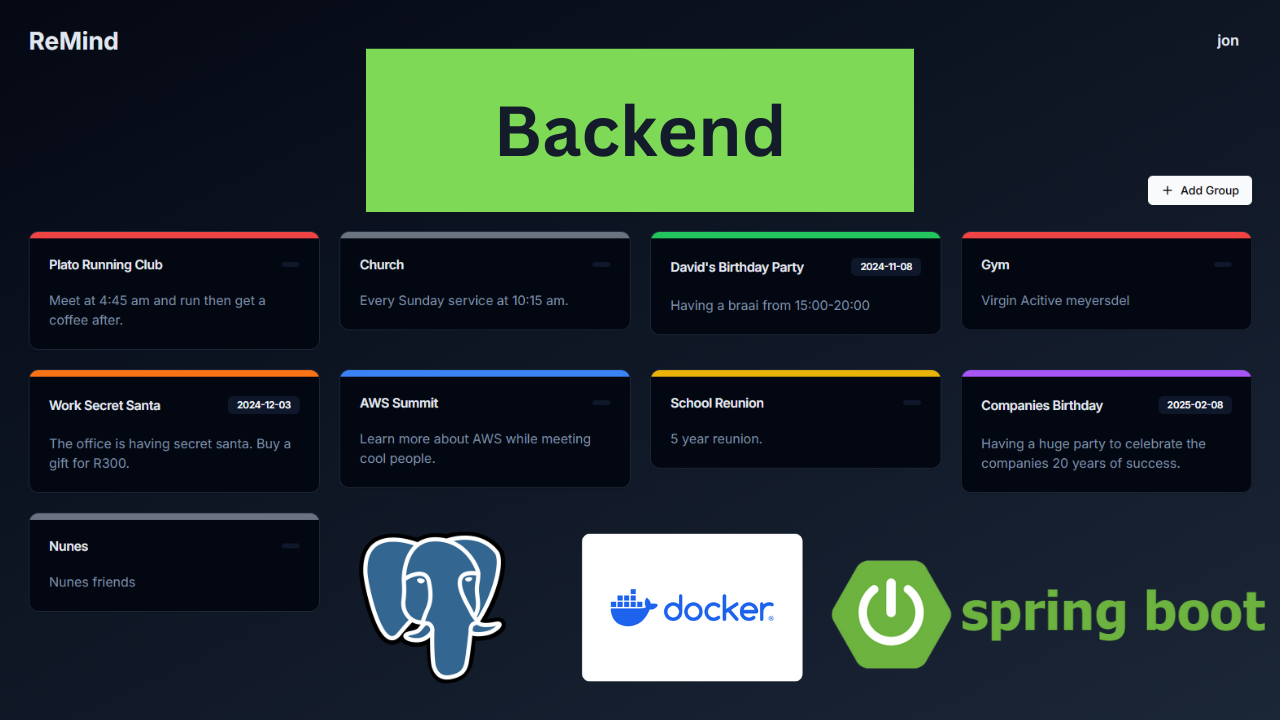 ReMind
jon
Backend
+ Add Group
Plato Running Club
Meet at 4:45 am and run then get a
coffee after.
Church
Every Sunday service at 10:15 am.
David's Birthday Party
2024-11-08
Having a braai from 15:00-20:00
Gym
Virgin Acitive meyersdel
Work Secret Santa
2024-12-03
The office is having secret santa. Buy a
gift for R300.
AWS Summit
Learn more about AWS while meeting
cool people.
School Reunion
5 year reunion.
Companies Birthday
2025-02-08
Having a huge party to celebrate the
companies 20 years of success.
Nunes
Nunes friends
docker®
spring boot